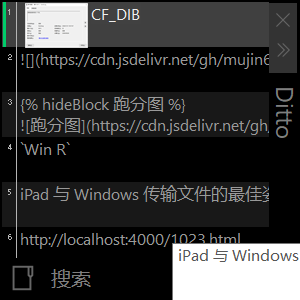 1 CF_DIB
2 ![](https://cdn.jsdelivr.net/gh/mujin6
3 {% hideBlock 跑分图 %}
![跑分图](https://cdn.jsdelivr.net/gh/
4 `Win R`
5 iPad 与 Windows 传输文件的最佳姿
6 http://localhost:4000/1023.html
搜索
Ditto
iPad 与 Windows